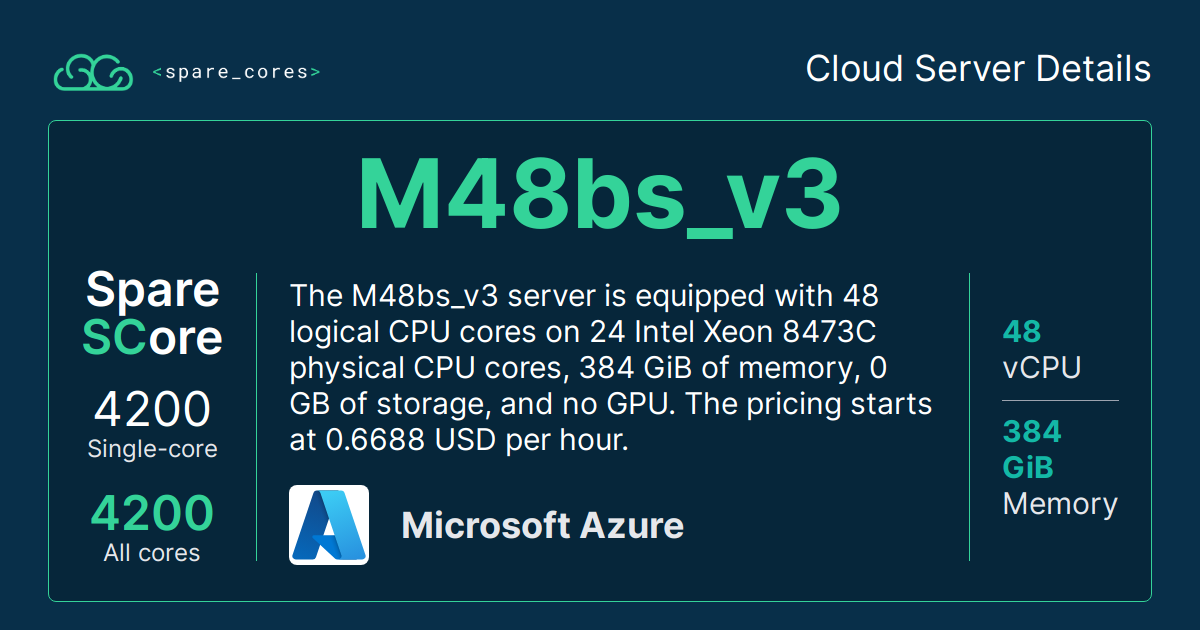 <spare_cores>
Cloud Server Details
M48bs_v3
Spare
SCore
4200
Single-core
4200
All cores
The M48bs_v3 server is equipped with 48
logical CPU cores on 24 Intel Xeon 8473C
physical CPU cores, 384 GiB of memory, 0
GB of storage, and no GPU. The pricing starts
at 0.6688 USD per hour.
Microsoft Azure
48
vCPU
384
GiB
Memory